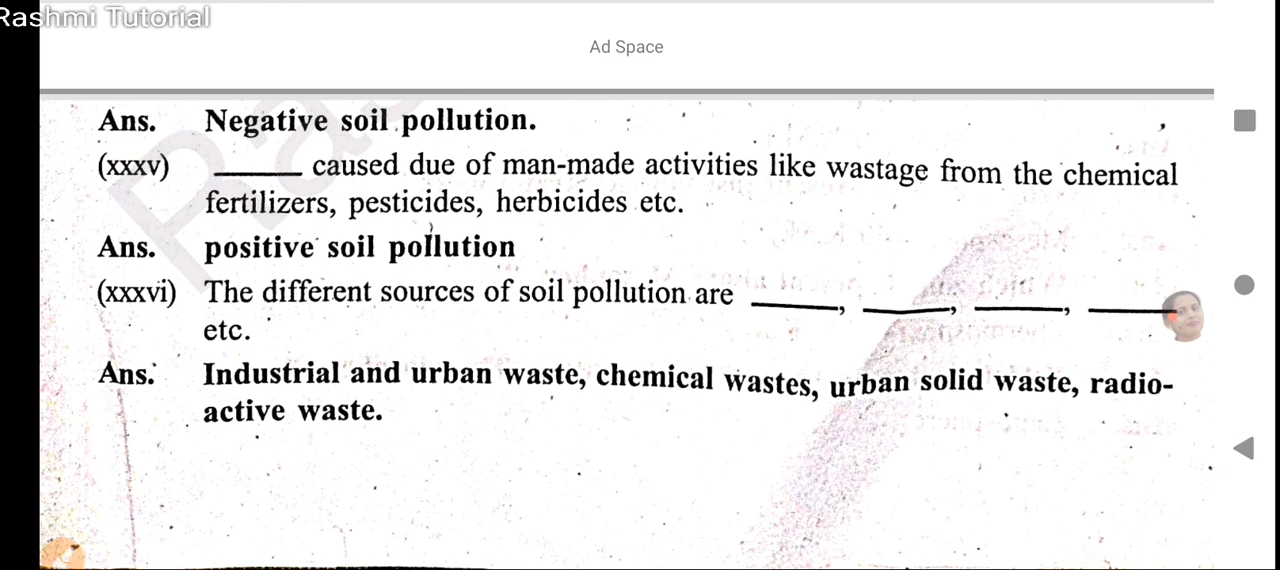 Rashmi Tutorial
Ad Space
Ans. Negative soil pollution.
(xxxv) ______ caused due of man-made activities like wastage from the chemical
fertilizers, pesticides, herbicides etc.
Ans. positive soil pollution
(xxxvi) The different sources of soil pollution are ______, ______, ______, ______
etc.
Ans. Industrial and urban waste, chemical wastes, urban solid waste, radio-
active waste.